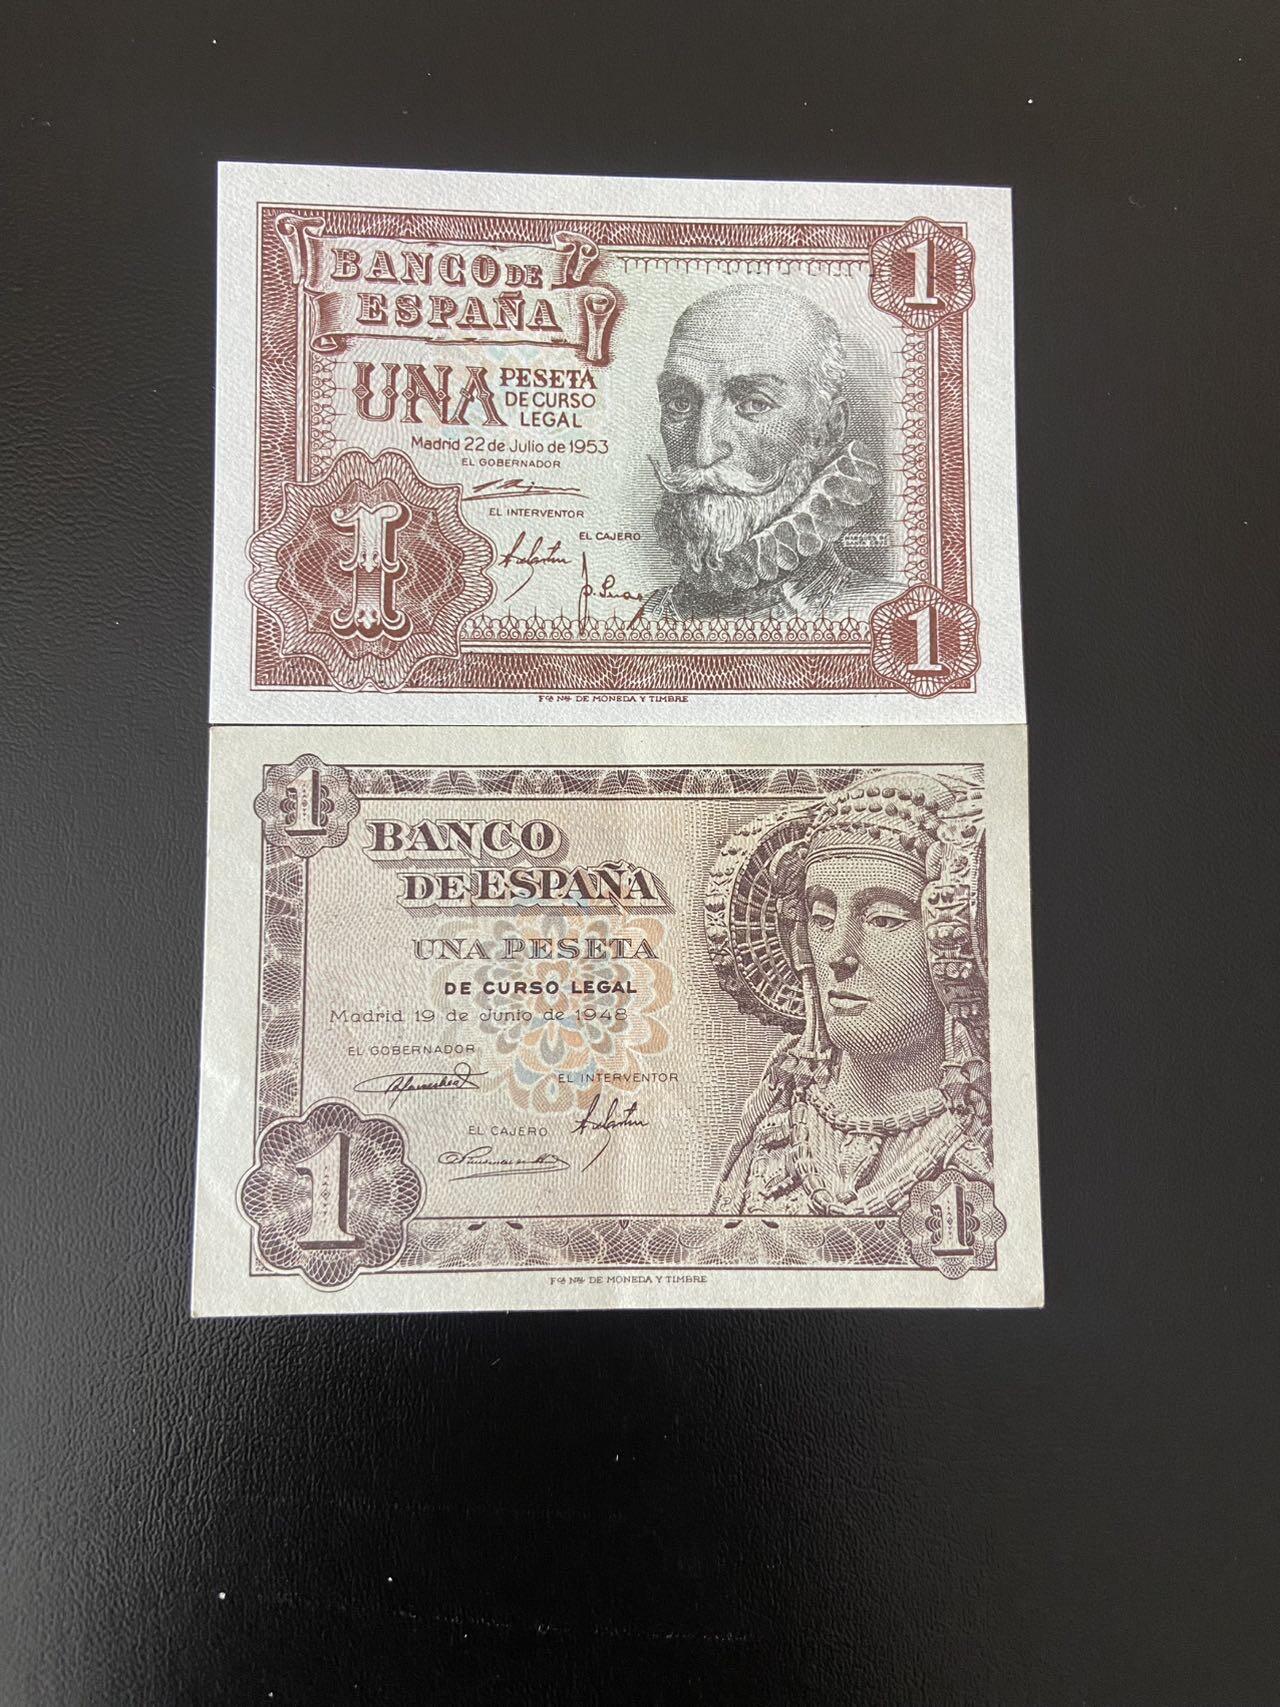 BANCO DE
ESPAÑA
1
UNA PESETA
DE CURSO
LEGAL
Madrid 22 de Julio de 1953
EL GOBERNADOR
EL INTERVENTOR
EL CAJERO
1
1
Fca Nal DE MONEDA Y TIMBRE
1
BANCO
DE ESPAÑA
UNA PESETA
DE CURSO LEGAL
Madrid 19 de Junio de 1948
EL GOBERNADOR
EL INTERVENTOR
EL CAJERO
1
1
Fca Nal DE MONEDA Y TIMBRE